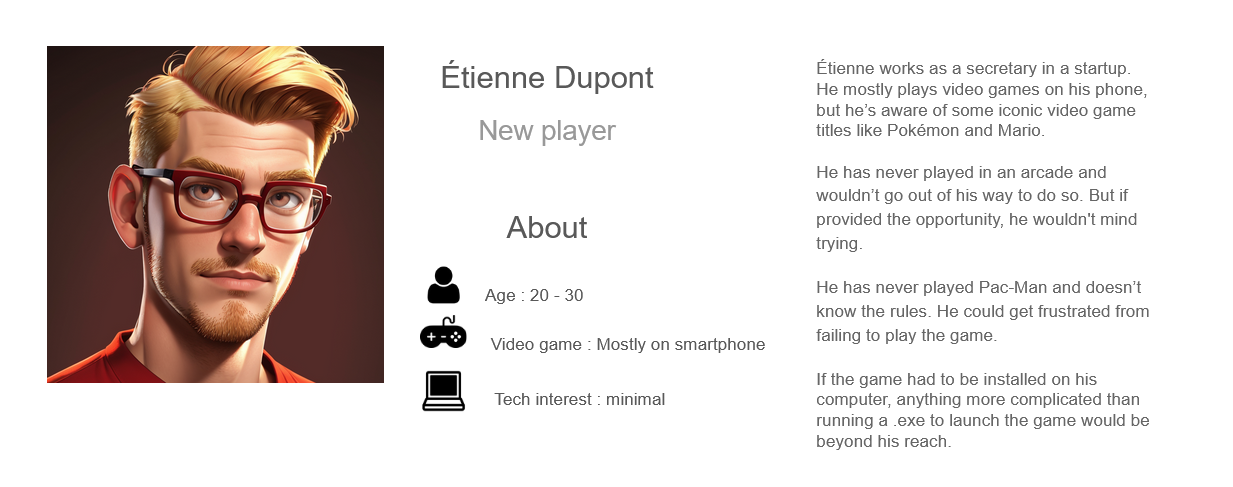 Étienne Dupont
New player
About
Age : 20 - 30
Video game : Mostly on smartphone
Tech interest : minimal
Étienne works as a secretary in a startup.
He mostly plays video games on his phone,
but he’s aware of some iconic video game
titles like Pokémon and Mario.
He has never played in an arcade and
wouldn’t go out of his way to do so. But if
provided the opportunity, he wouldn't mind
trying.
He has never played Pac-Man and doesn’t
know the rules. He could get frustrated from
failing to play the game.
If the game had to be installed on his
computer, anything more complicated than
running a .exe to launch the game would be
beyond his reach.